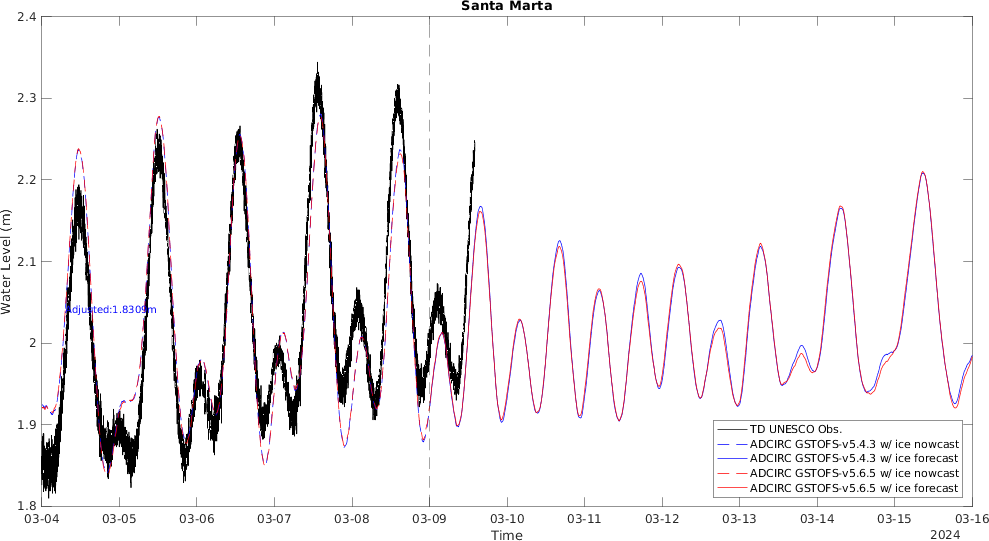 Santa Marta
2.4
2.3
2.2
2.1
2
1.9
1.8
Water Level (m)
Adjusted:1.8309m
TD UNESCO Obs.
ADCIRC GSTOFS-v5.4.3 w/ ice nowcast
ADCIRC GSTOFS-v5.4.3 w/ ice forecast
ADCIRC GSTOFS-v5.6.5 w/ ice nowcast
ADCIRC GSTOFS-v5.6.5 w/ ice forecast
03-04 03-05 03-06 03-07 03-08 03-09 03-10 03-11 03-12 03-13 03-14 03-15 03-16
Time
2024